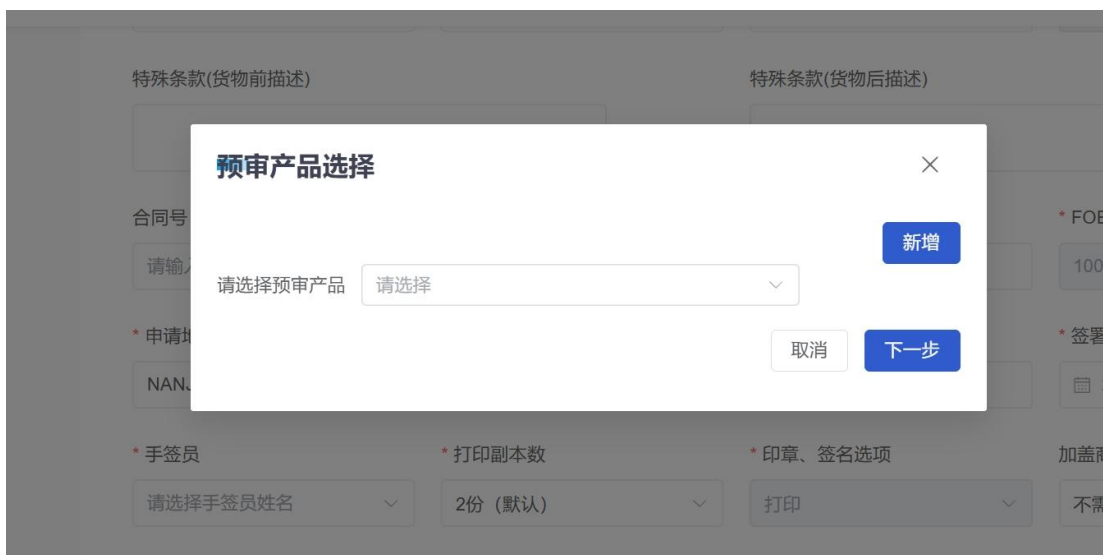 特殊条款(货物前描述)
特殊条款(货物后描述)
预审产品选择
合同号
* FOB
新增
请输入
100
请选择预审产品
请选择
* 申请地
* 签署
取消
下一步
NANJ
* 手签员
* 打印副本数
* 印章、签名选项
加盖商
请选择手签员姓名
2份（默认）
打印
不需